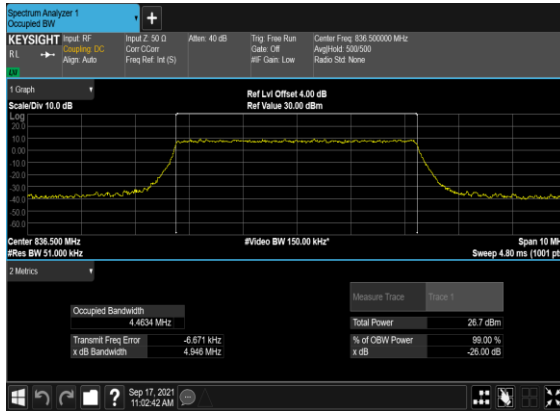 Spectrum Analyzer 1
Occupied BW
+
KEYSIGHT Input: RF Input Z: 50 Ω Atten: 40 dB Trig: Free Run Center Freq: 836.500000 MHz
RL Coupling: DC Corr CCorr Gate: Off Avg|Hold: 500/500
Align: Auto Freq Ref: Int (S) #IF Gain: Low Radio Std: None
LW
1 Graph
Ref Lvl Offset 4.00 dB
Scale/Div 10.0 dB Ref Value 30.00 dBm
Log
20.0
10.0
0.00
-10.0
-20.0
-30.0
-40.0
-50.0
-60.0
Center 836.500 MHz #Video BW 150.00 kHz* Span 10 MH
#Res BW 51.000 kHz Sweep 4.80 ms (1001 pt
2 Metrics
Measure Trace Trace 1
Occupied Bandwidth
4.4634 MHz Total Power 26.7 dBm
Transmit Freq Error -6.671 kHz % of OBW Power 99.00 %
x dB Bandwidth 4.946 MHz x dB -26.00 dB
? Sep 17, 2021
11:02:42 AM